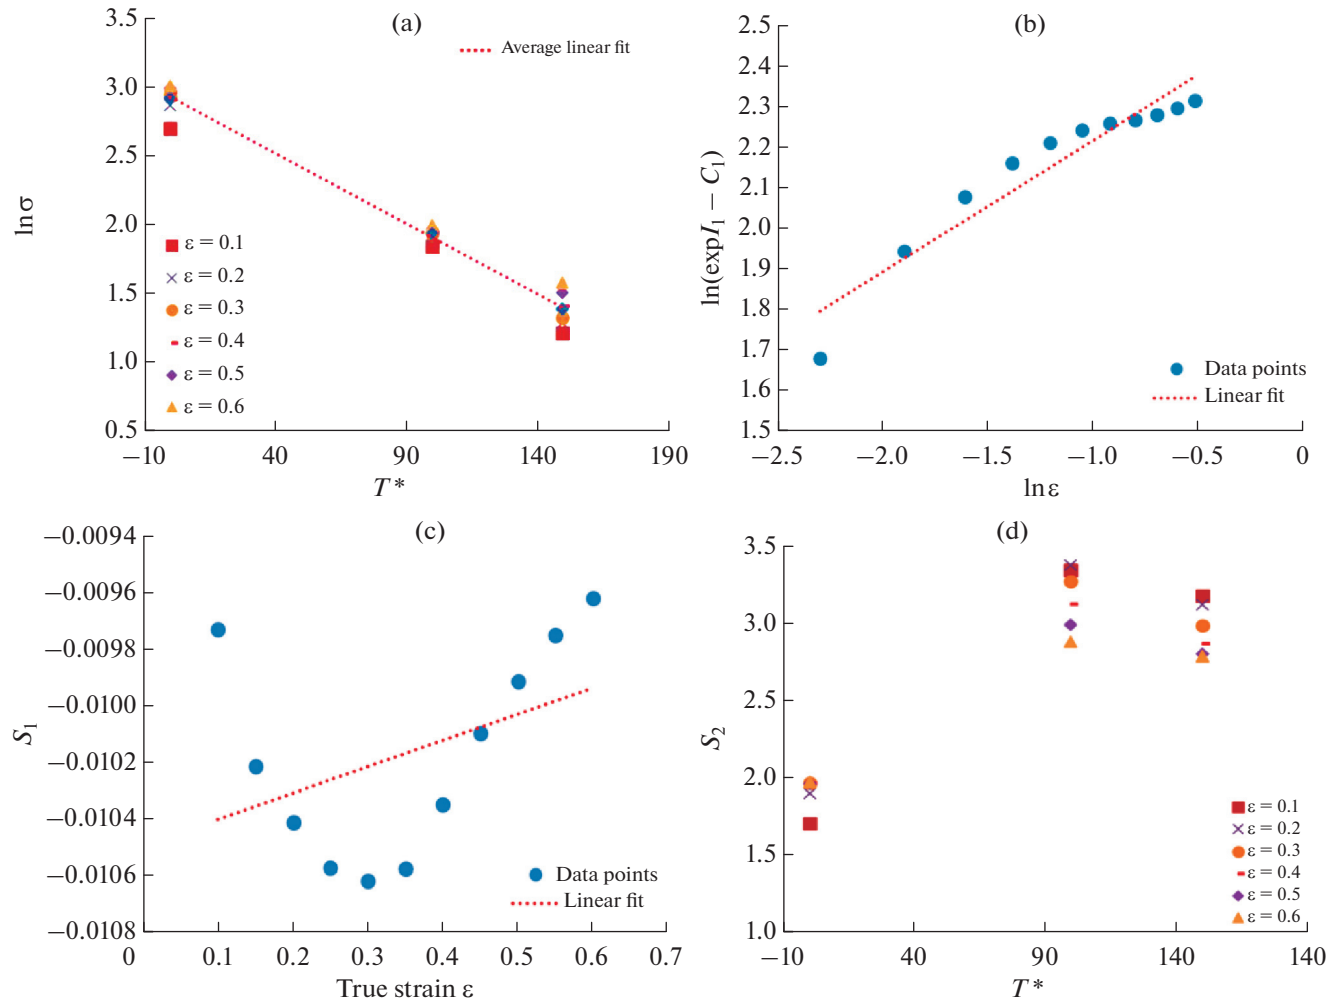 (a)
3.5
3.0
2.5
2.0
1.5
1.0
0.5
ln σ
Average linear fit
ε = 0.1
ε = 0.2
ε = 0.3
ε = 0.4
ε = 0.5
ε = 0.6
−10 40 90 140 190
T*
(b)
2.5
2.4
2.3
2.2
2.1
2.0
1.9
1.8
1.7
1.6
1.5
ln(expI₁ − C₁)
Data points
Linear fit
−2.5 −2.0 −1.5 −1.0 −0.5 0
ln ε
(c)
−0.0094
−0.0096
−0.0098
−0.0100
−0.0102
−0.0104
−0.0106
−0.0108
S₁
Data points
Linear fit
0 0.1 0.2 0.3 0.4 0.5 0.6 0.7
True strain ε
(d)
3.5
3.0
2.5
2.0
1.5
1.0
S₂
ε = 0.1
ε = 0.2
ε = 0.3
ε = 0.4
ε = 0.5
ε = 0.6
−10 40 90 140 140
T*